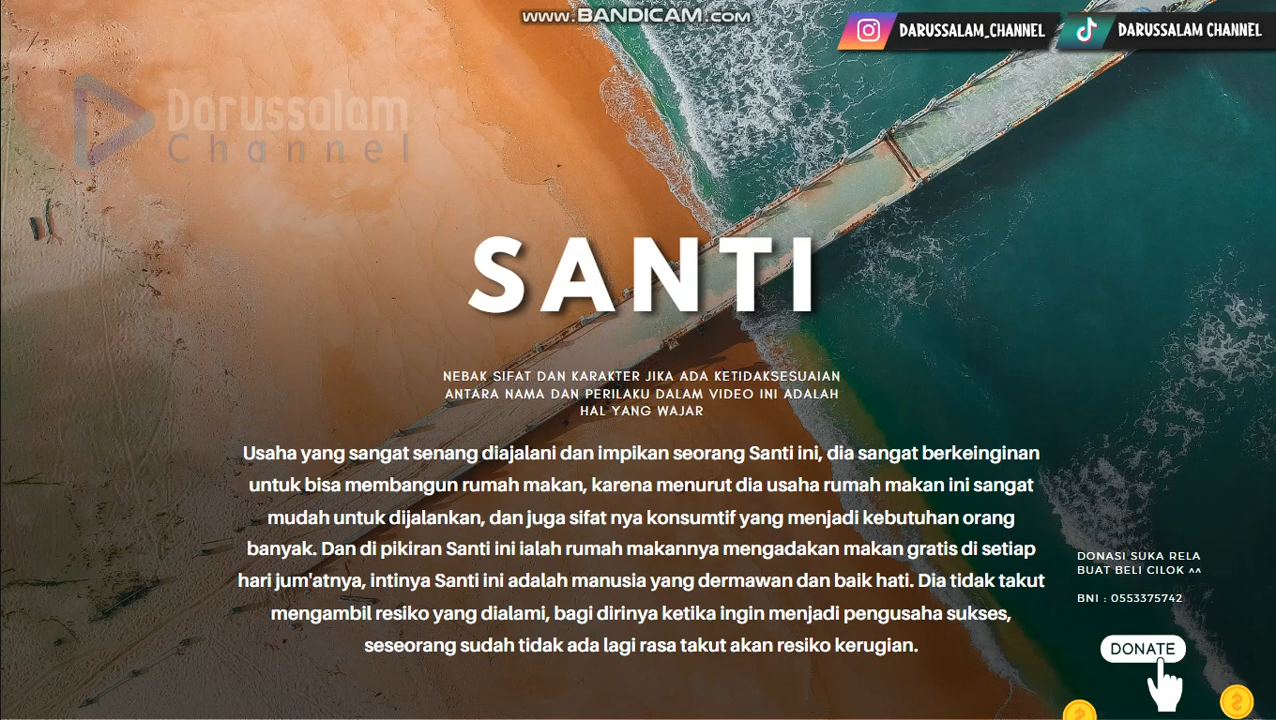 www.BANDICAM.com
DARUSSALAM_CHANNEL
DARUSSALAM CHANNEL
Darussalam
Channel
SANTI
NEBAK SIFAT DAN KARAKTER JIKA ADA KETIDAKSESUAIAN
ANTARA NAMA DAN PERILAKU DALAM VIDEO INI ADALAH
HAL YANG WAJAR
Usaha yang sangat senang diajalani dan impikan seorang Santi ini, dia sangat berkeinginan
untuk bisa membangun rumah makan, karena menurut dia usaha rumah makan ini sangat
mudah untuk dijalankan, dan juga sifat nya konsumtif yang menjadi kebutuhan orang
banyak. Dan di pikiran Santi ini ialah rumah makannya mengadakan makan gratis di setiap
hari jum'atnya, intinya Santi ini adalah manusia yang dermawan dan baik hati. Dia tidak takut
mengambil resiko yang dialami, bagi dirinya ketika ingin menjadi pengusaha sukses,
seseorang sudah tidak ada lagi rasa takut akan resiko kerugian.
DONASI SUKA RELA
BUAT BELI CILOK ^^
BNI : 0553375742
DONATE